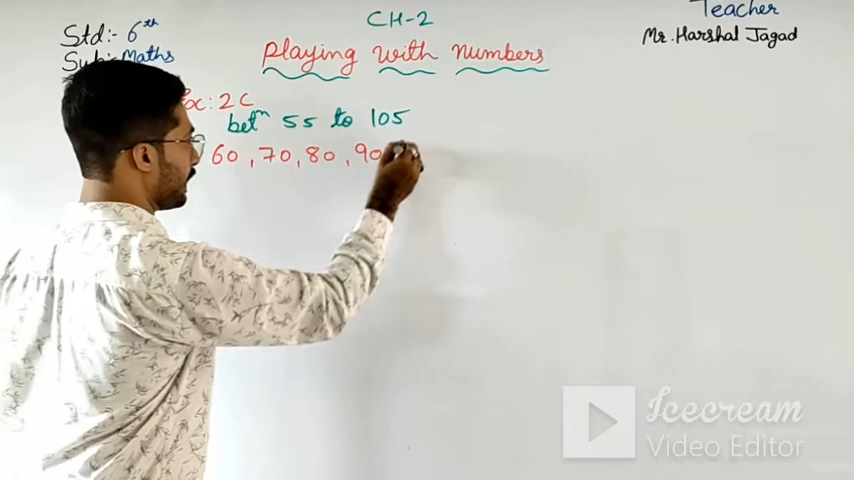 CH-2
Teacher
Std:- 6th
Mr. Harshal Jagad
Sub:- Maths
Playing with Numbers
Ex: 2C
betn 55 to 105
60, 70, 80, 90
Icecream
Video Editor